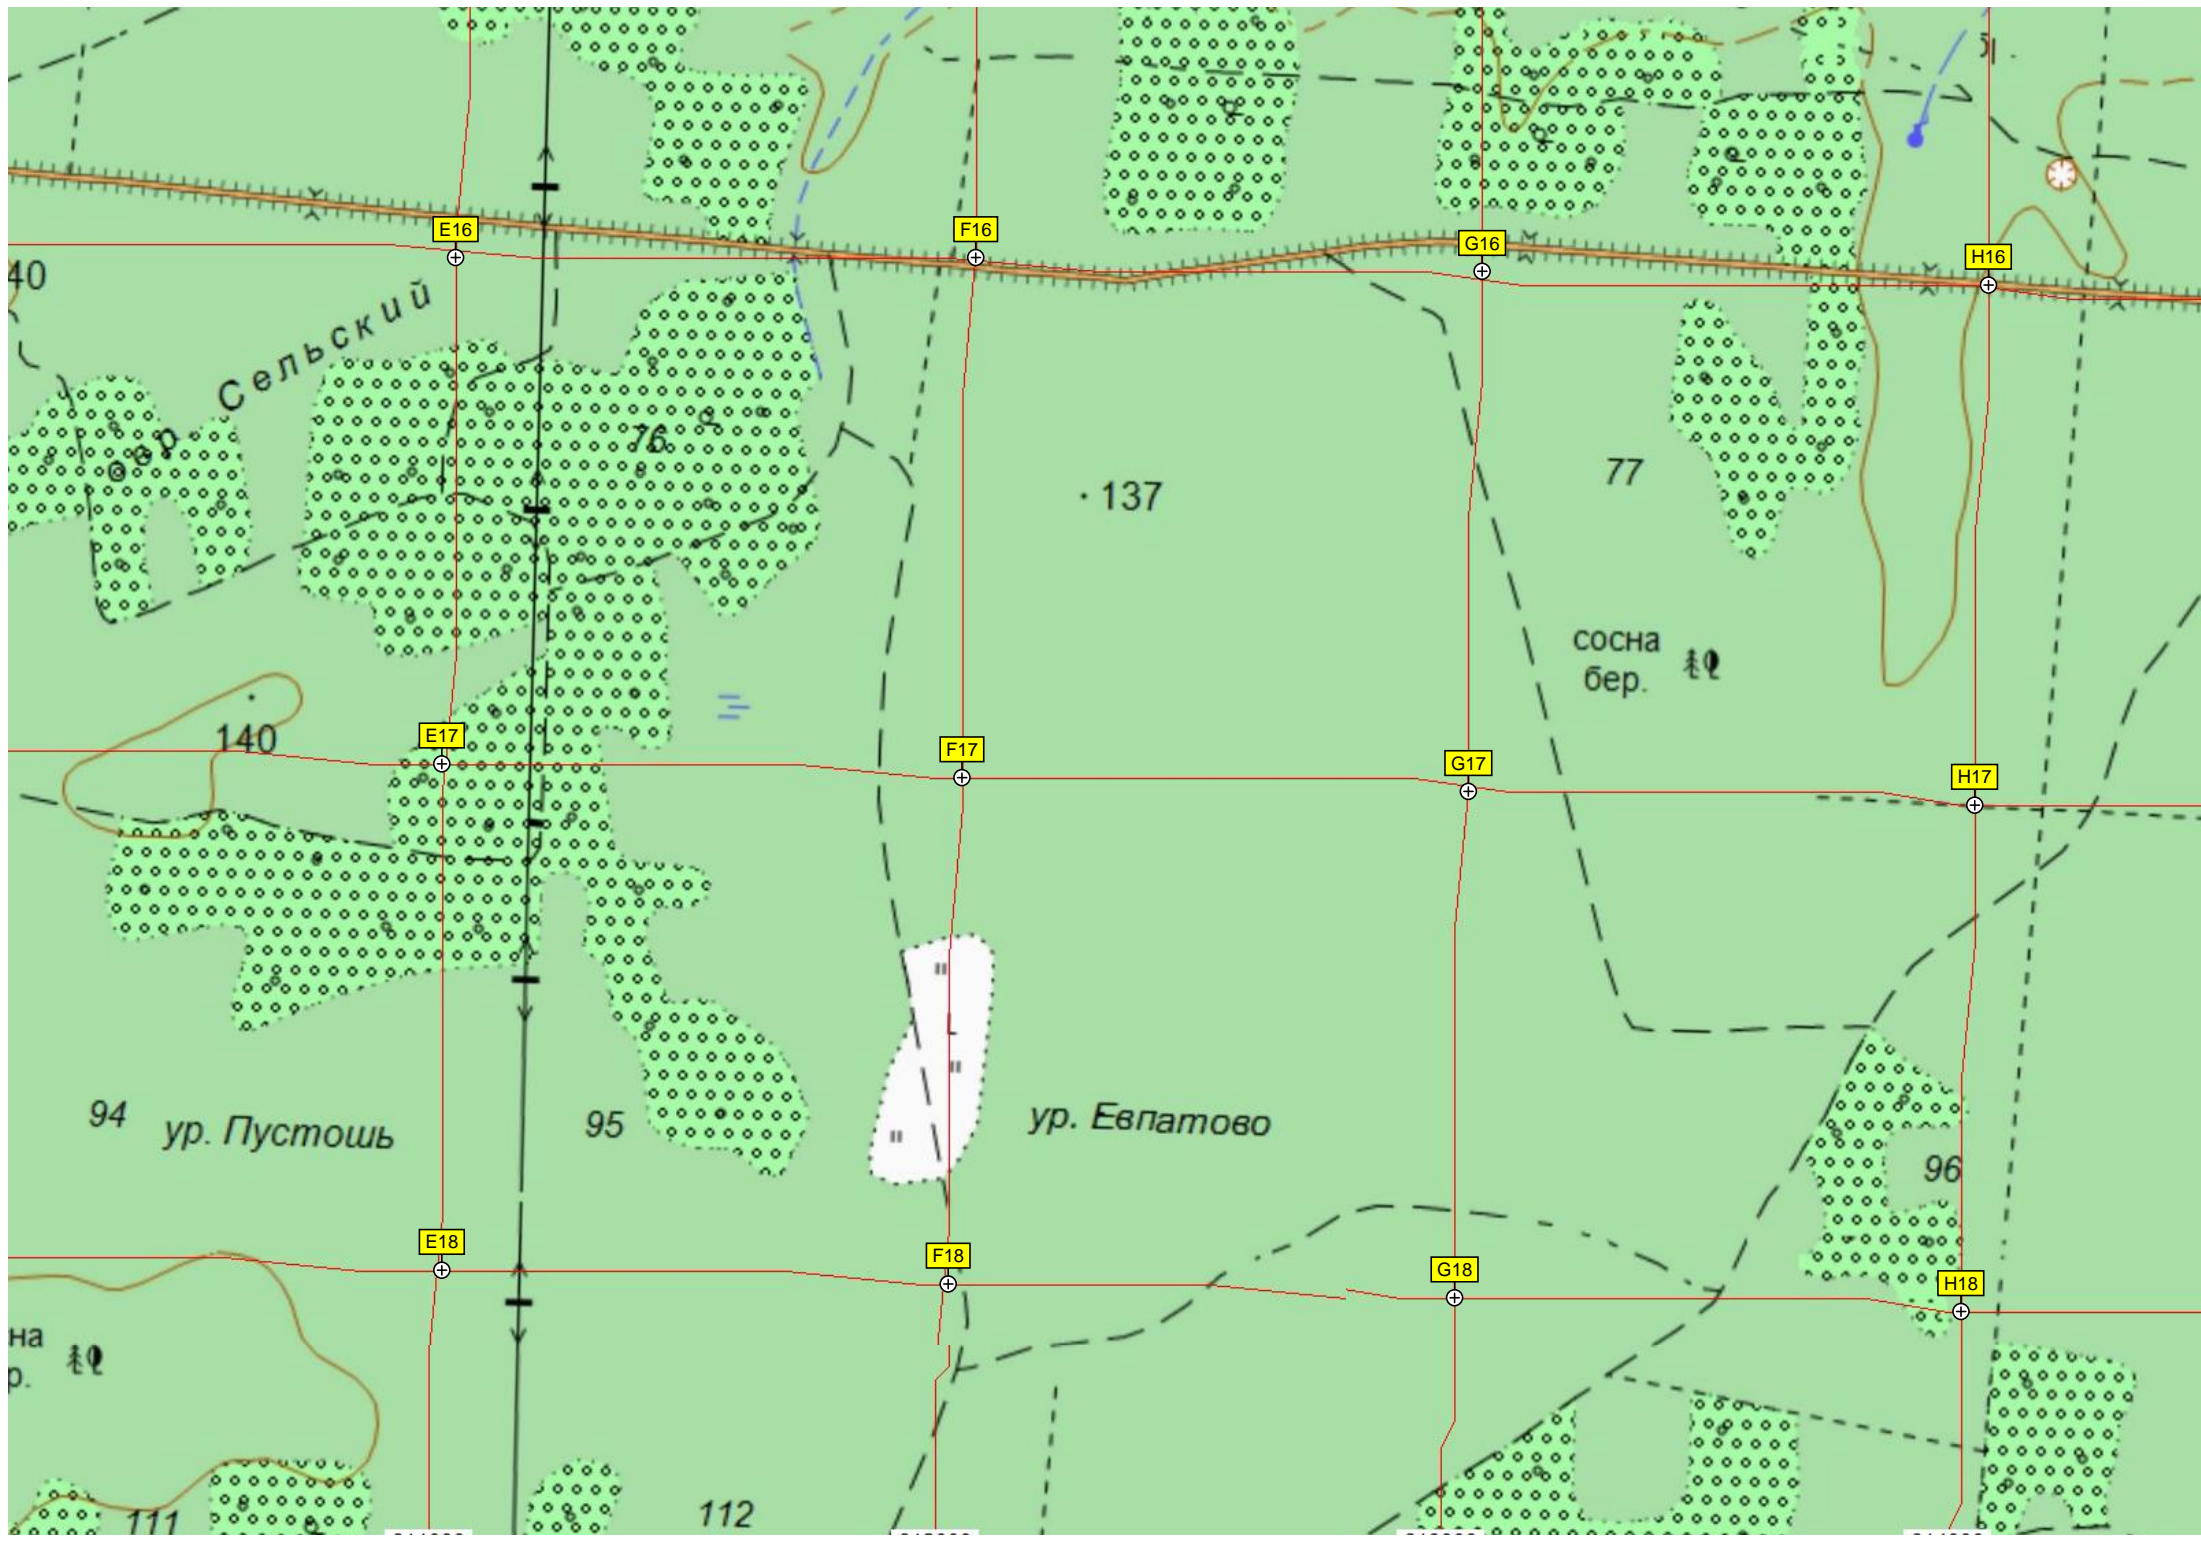 E16
F16
G16
H16
40
бер. Сельский
76
137
77
сосна
бер.
140
E17
F17
G17
H17
94
ур. Пустошь
95
ур. Евпатово
96
E18
F18
G18
H18
на
р.
111
112